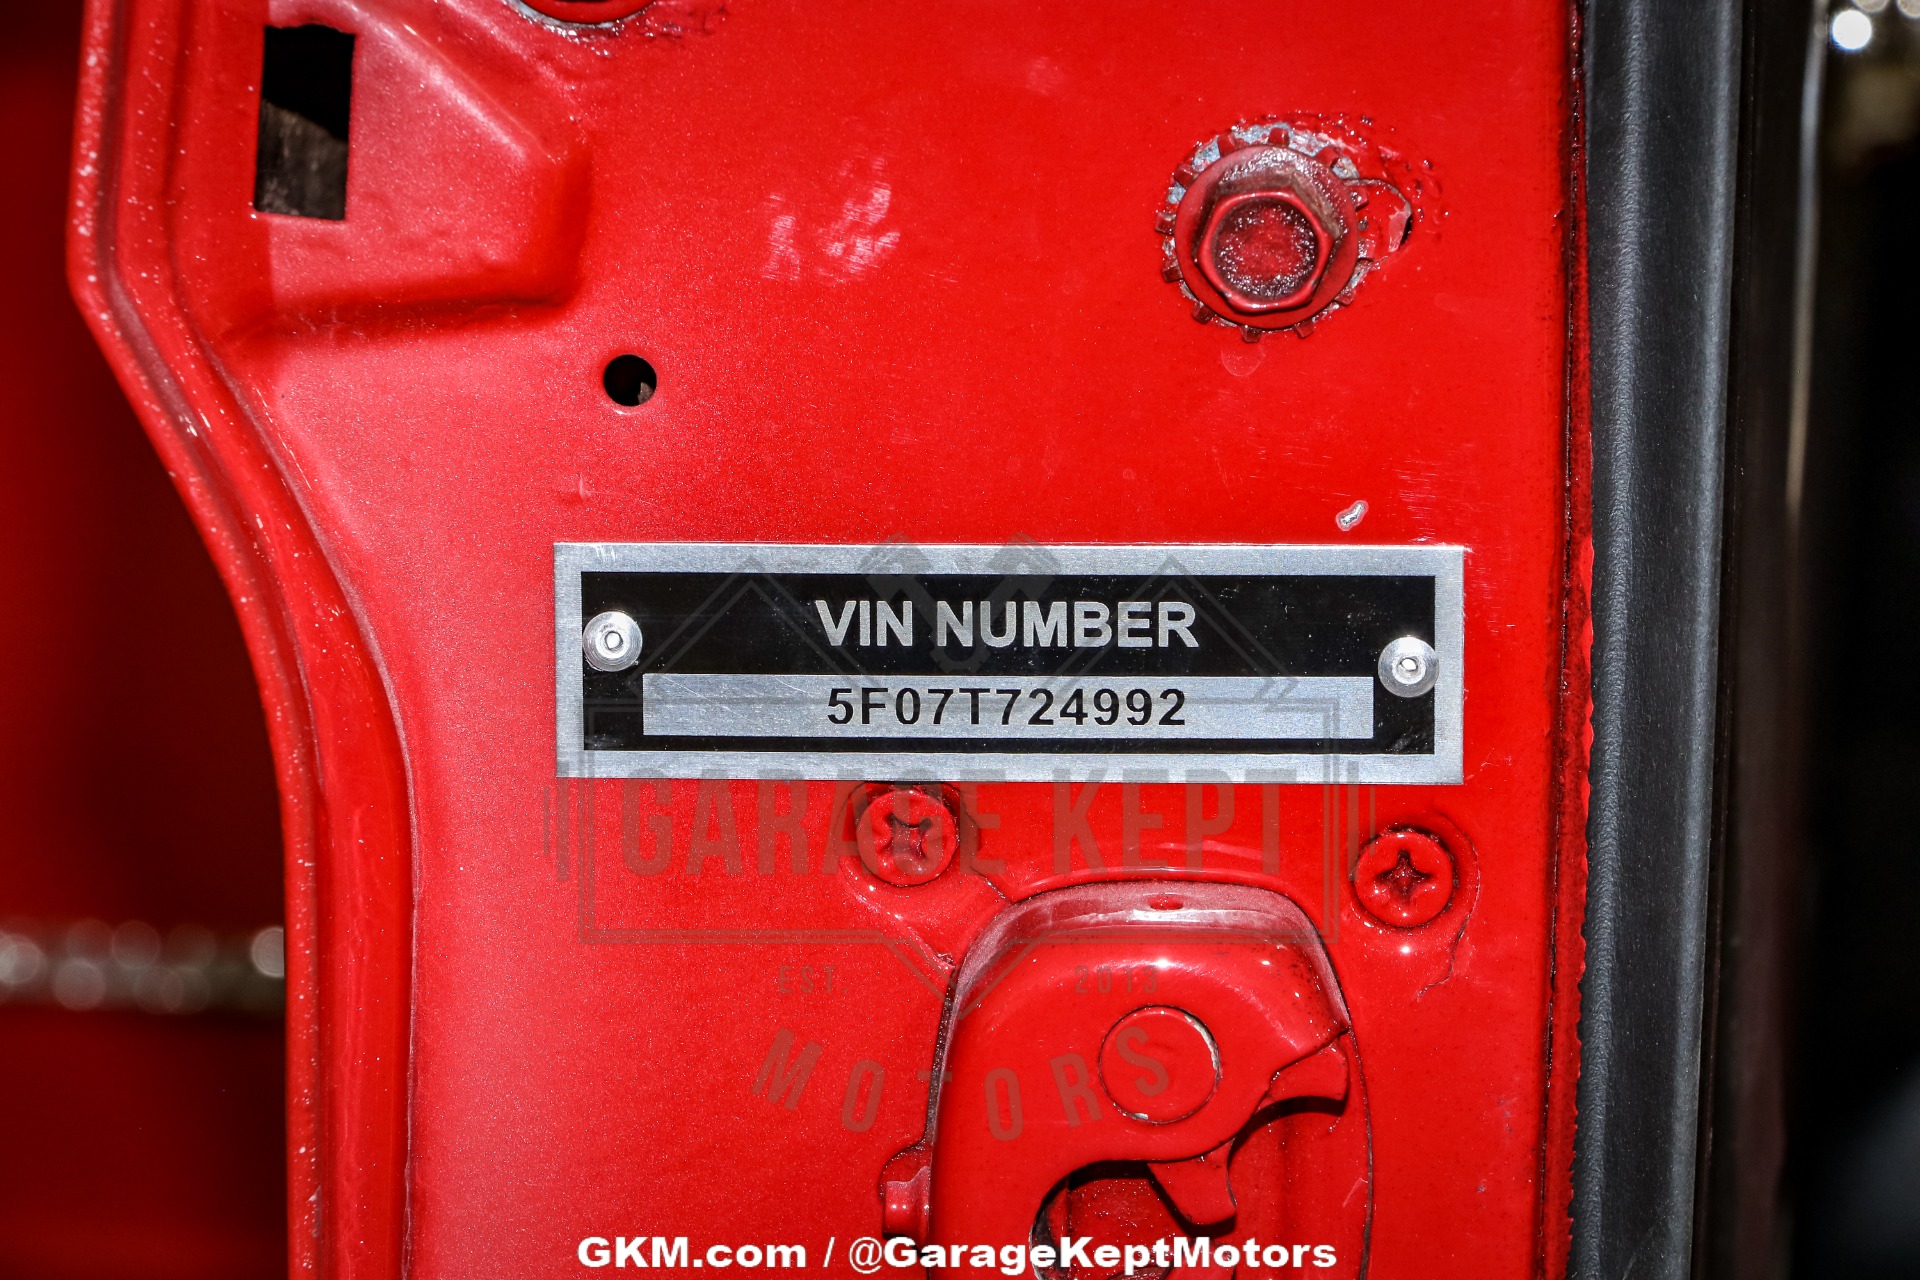 VIN NUMBER
5F07T724992
GARAGE KEPT
EST. 2013
MOTORS
GKM.com / @GarageKeptMotors